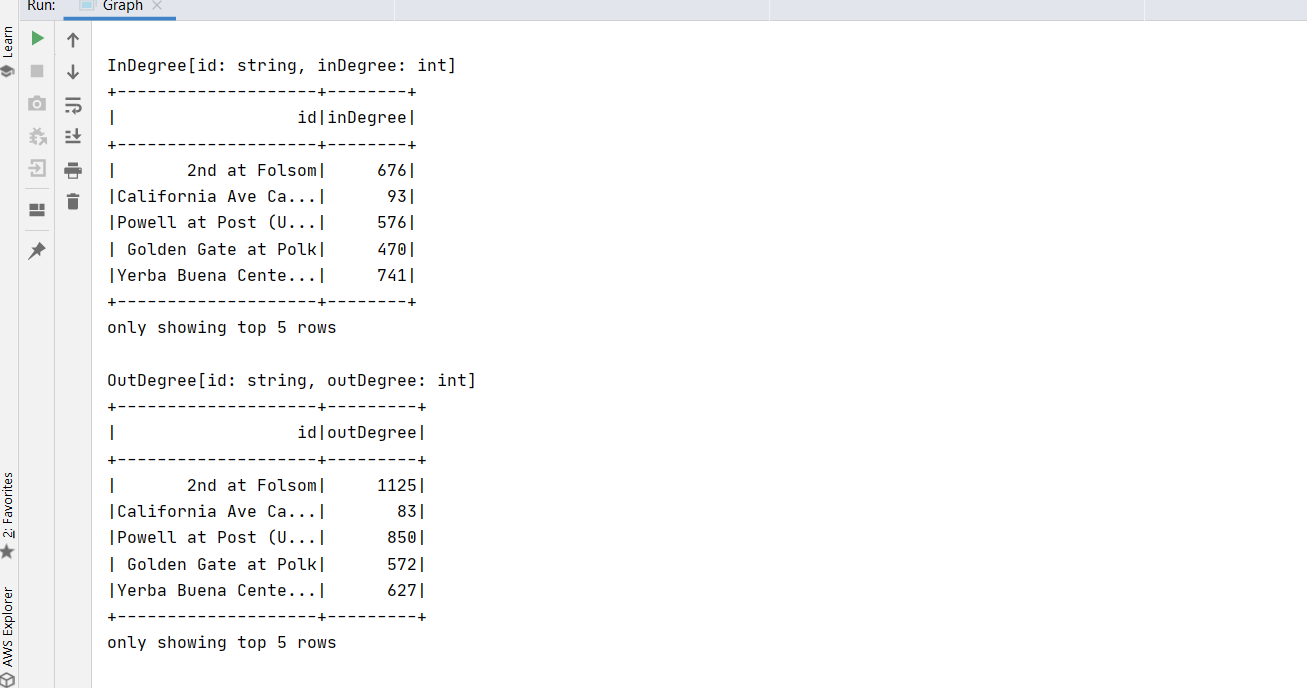 Run: Graph
Learn
InDegree[id: string, inDegree: int]
+--------------------+--------+
|                  id|inDegree|
+--------------------+--------+
|       2nd at Folsom|     676|
|California Ave Ca...|      93|
|Powell at Post (U...|     576|
| Golden Gate at Polk|     470|
|Yerba Buena Cente...|     741|
+--------------------+--------+
only showing top 5 rows
OutDegree[id: string, outDegree: int]
+--------------------+---------+
|                  id|outDegree|
+--------------------+---------+
|       2nd at Folsom|     1125|
|California Ave Ca...|       83|
|Powell at Post (U...|      850|
| Golden Gate at Polk|      572|
|Yerba Buena Cente...|      627|
+--------------------+---------+
only showing top 5 rows
2: Favorites
AWS Explorer